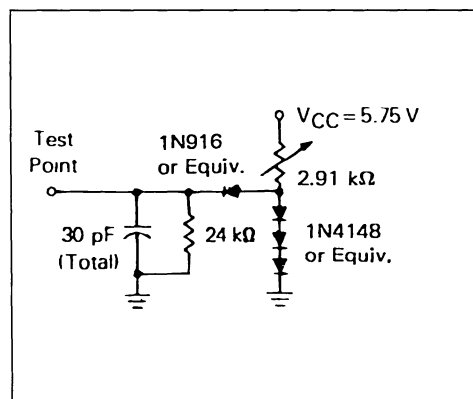 VCC = 5.75 V
Test
Point
1N916
or Equiv.
2.91 kΩ
30 pF
(Total)
24 kΩ
1N4148
or Equiv.